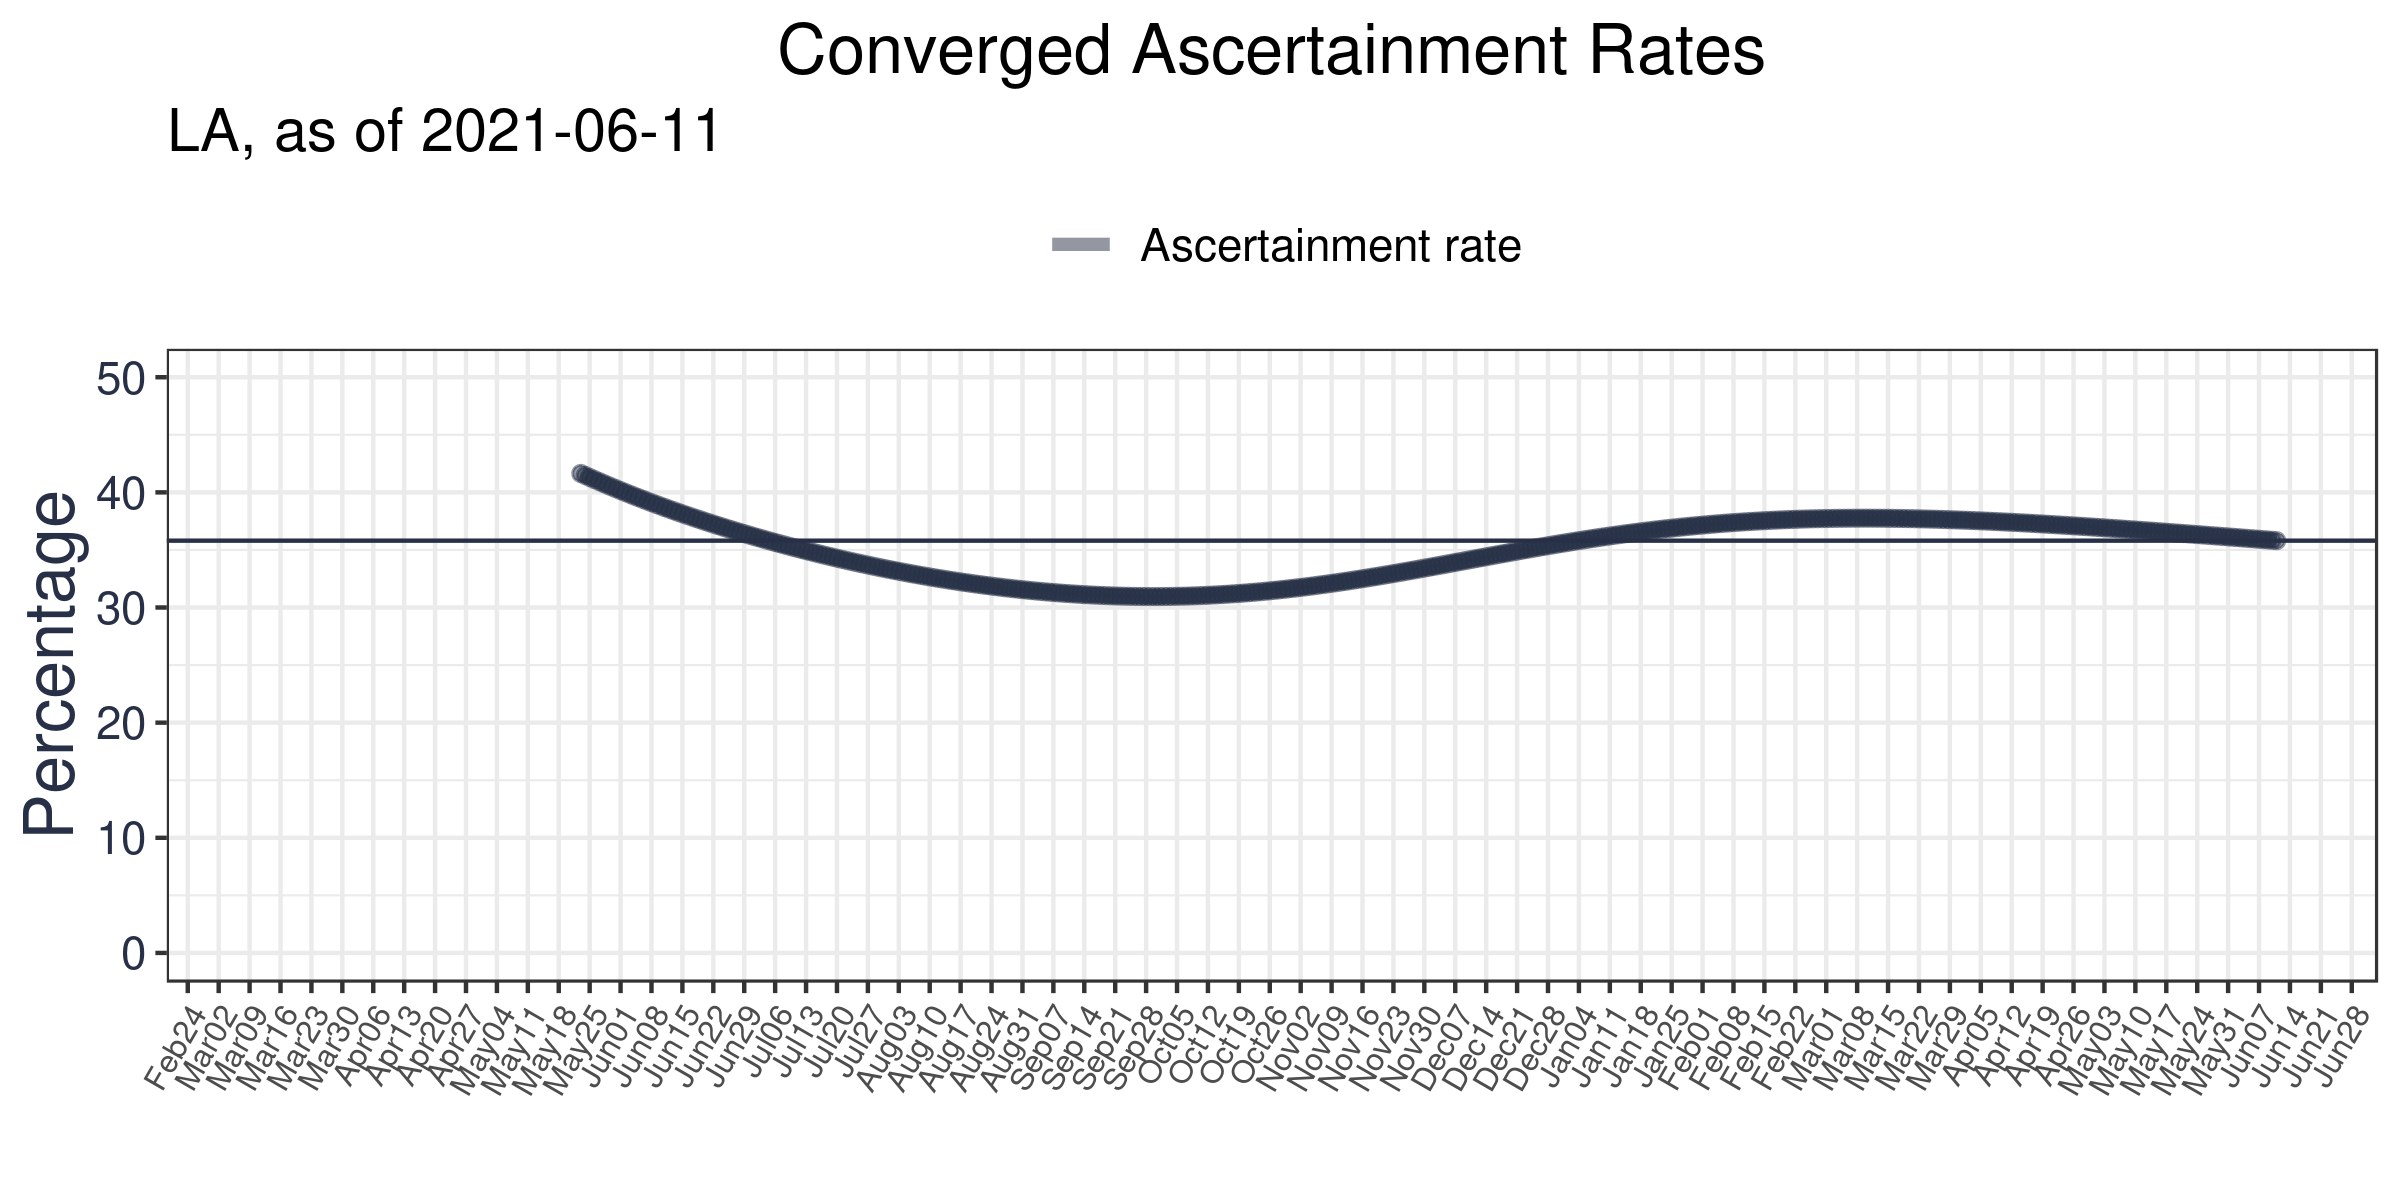 Converged Ascertainment Rates
LA, as of 2021-06-11
Ascertainment rate
Percentage
50
40
30
20
10
0
Feb24
Mar02
Mar09
Mar16
Mar23
Mar30
Apr06
Apr13
Apr20
Apr27
May04
May11
May18
May25
Jun01
Jun08
Jun15
Jun22
Jun29
Jul06
Jul13
Jul20
Jul27
Aug03
Aug10
Aug17
Aug24
Aug31
Sep07
Sep14
Sep21
Sep28
Oct05
Oct12
Oct19
Oct26
Nov02
Nov09
Nov16
Nov23
Nov30
Dec07
Dec14
Dec21
Dec28
Jan04
Jan11
Jan18
Jan25
Feb01
Feb08
Feb15
Feb22
Mar01
Mar08
Mar15
Mar22
Mar29
Apr05
Apr12
Apr19
Apr26
May03
May10
May17
May24
May31
Jun07
Jun14
Jun21
Jun28